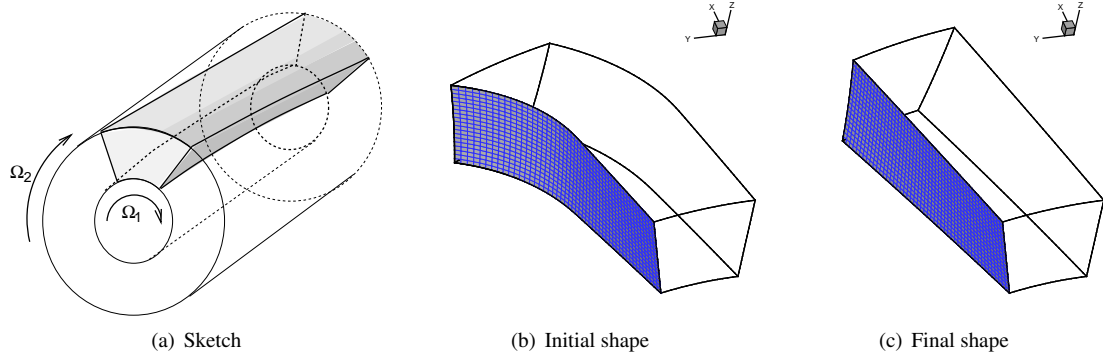 Ω2
Ω1
X
Z
Y
X
Z
Y
(a) Sketch
(b) Initial shape
(c) Final shape